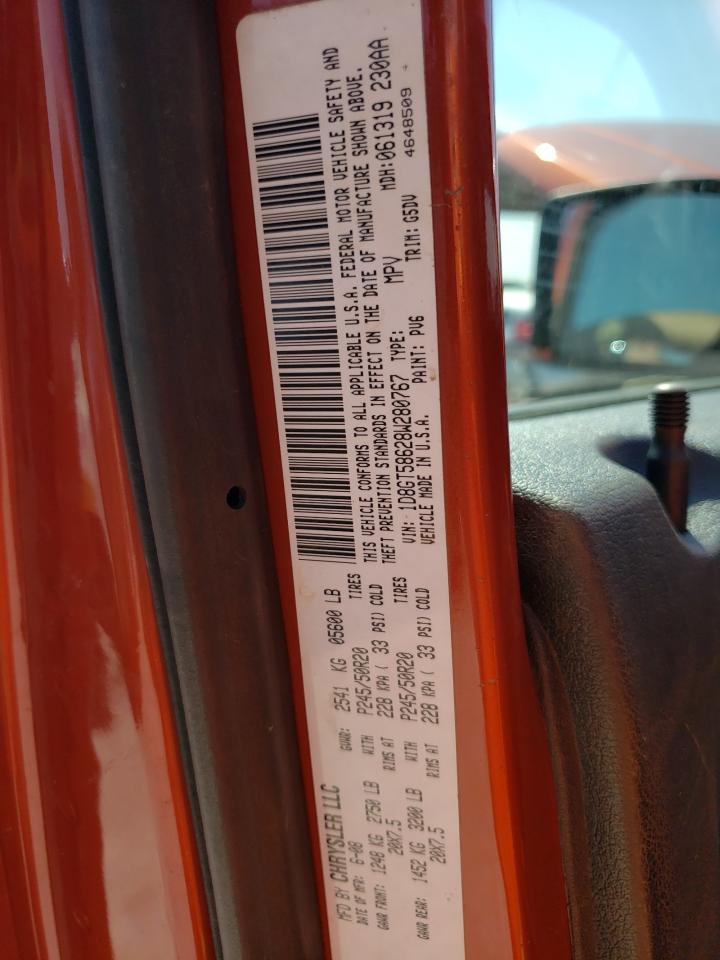 MFD BY CHRYSLER LLC
DATE OF MFR: 6-08 GVWR: 2541 KG 05600 LB
GAWR FRONT: 1248 KG 2750 LB WITH P245/50R20 TIRES
20X7.5 RIMS AT 228 KPA ( 33 PSI) COLD
GAWR REAR: 1452 KG 3200 LB WITH P245/50R20 TIRES
20X7.5 RIMS AT 228 KPA ( 33 PSI) COLD
THIS VEHICLE CONFORMS TO ALL APPLICABLE U.S.A. FEDERAL MOTOR VEHICLE SAFETY AND
THEFT PREVENTION STANDARDS IN EFFECT ON THE DATE OF MANUFACTURE SHOWN ABOVE.
VIN: 1D8GT58628W280767 TYPE: MPV MDH:061319 230AA
VEHICLE MADE IN U.S.A. PAINT: PV6 TRIM: G5DV 4648509